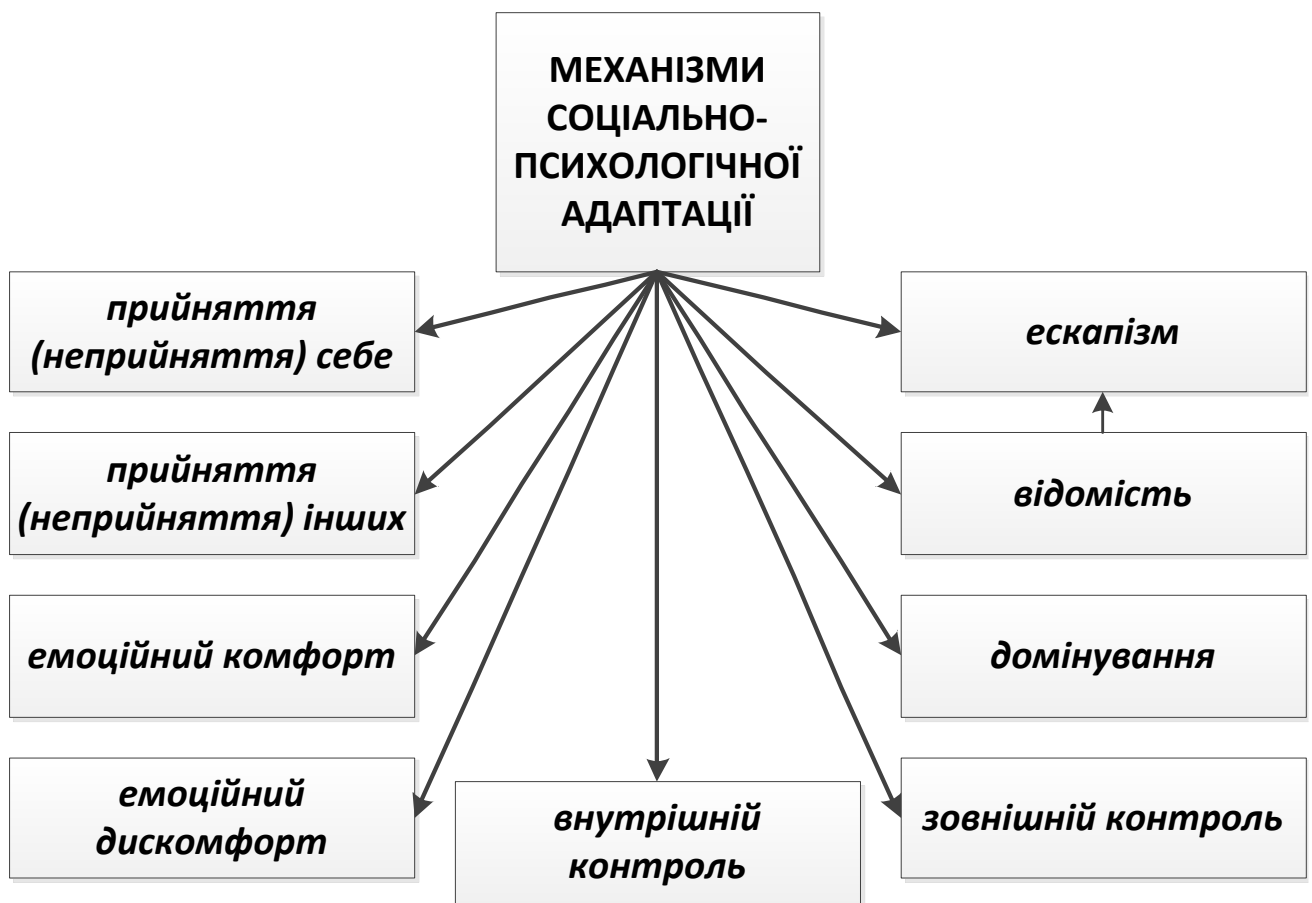 МЕХАНІЗМИ
СОЦІАЛЬНО-
ПСИХОЛОГІЧНОЇ
АДАПТАЦІЇ
прийняття
(неприйняття) себе
прийняття
(неприйняття) інших
емоційний комфорт
емоційний
дискомфорт
внутрішній
контроль
ескапізм
відомість
домінування
зовнішній контроль